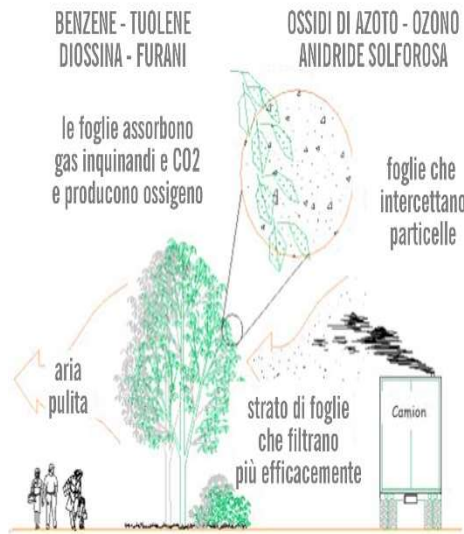 BENZENE - TUOLENE
DIOSSINA - FURANI
OSSIDI DI AZOTO - OZONO
ANIDRIDE SOLFOROSA
le foglie assorbono
gas inquinandi e CO2
e producono ossigeno
foglie che
intercettano
particelle
aria
pulita
strato di foglie
che filtrano
più efficacemente
Camion